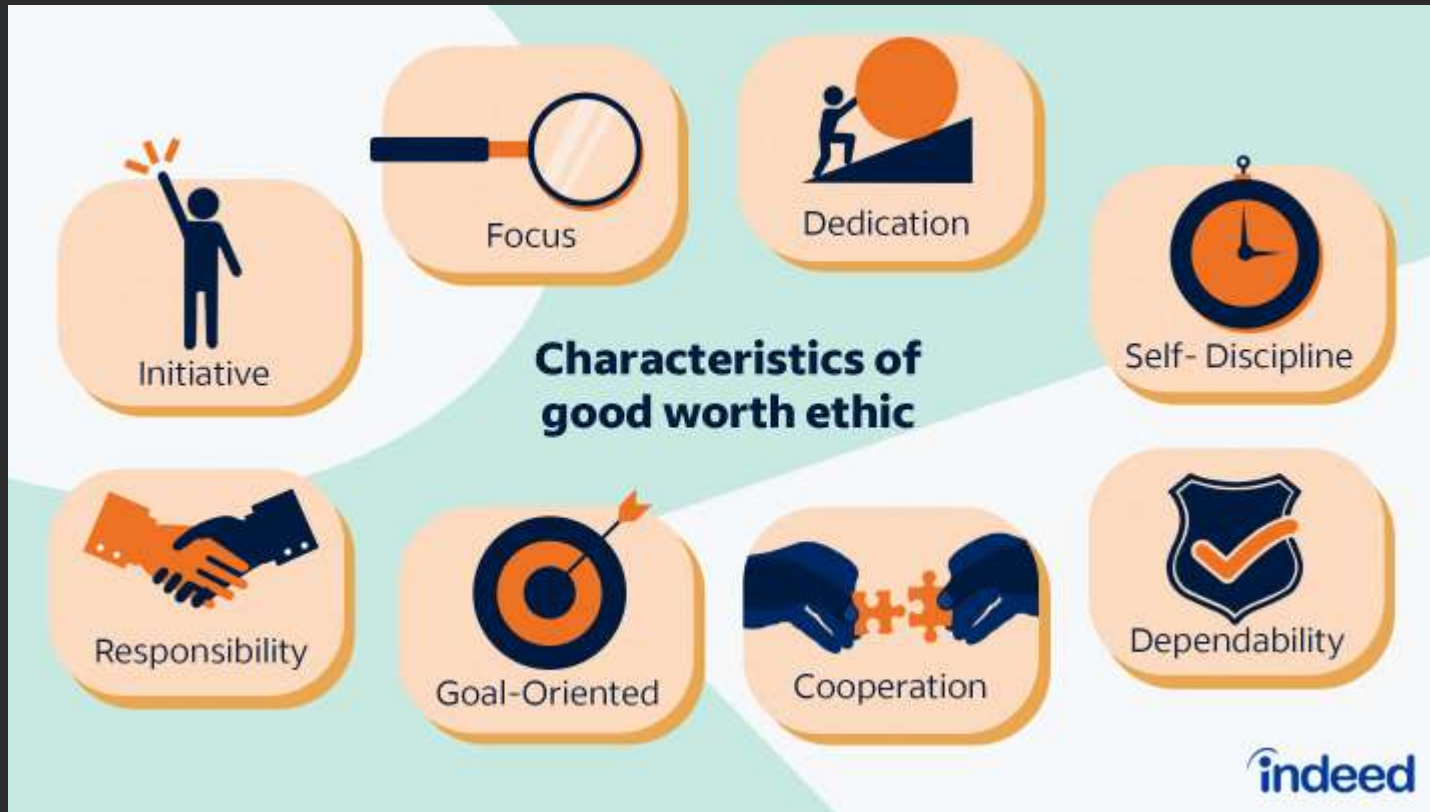 Focus
Dedication
Initiative
Self- Discipline
Characteristics of
good worth ethic
Responsibility
Goal-Oriented
Cooperation
Dependability
indeed